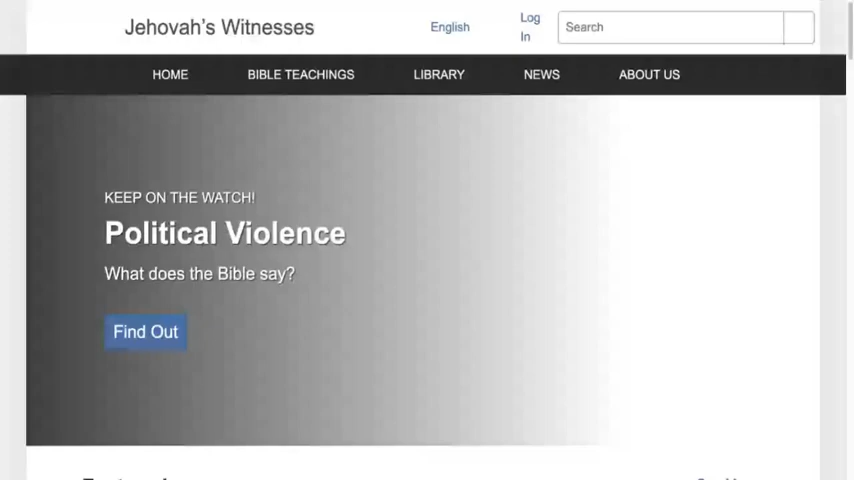 Jehovah's Witnesses
English
Log
In
Search
HOME BIBLE TEACHINGS LIBRARY NEWS ABOUT US
KEEP ON THE WATCH!
Political Violence
What does the Bible say?
Find Out